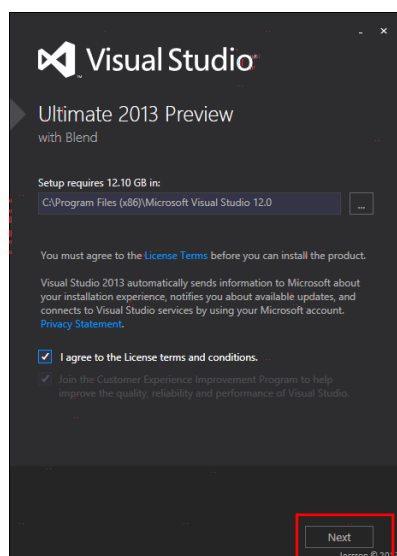 Visual Studio
Ultimate 2013 Preview
with Blend
Setup requires 12.10 GB in:
C:\Program Files (x86)\Microsoft Visual Studio 12.0
...
You must agree to the License Terms before you can install the product.
Visual Studio 2013 automatically sends information to Microsoft about
your installation experience, notifies you about available updates, and
connects to Visual Studio services by using your Microsoft account.
Privacy Statement.
I agree to the License terms and conditions.
Join the Customer Experience Improvement Program to help
improve the quality, reliability and performance of Visual Studio.
Next